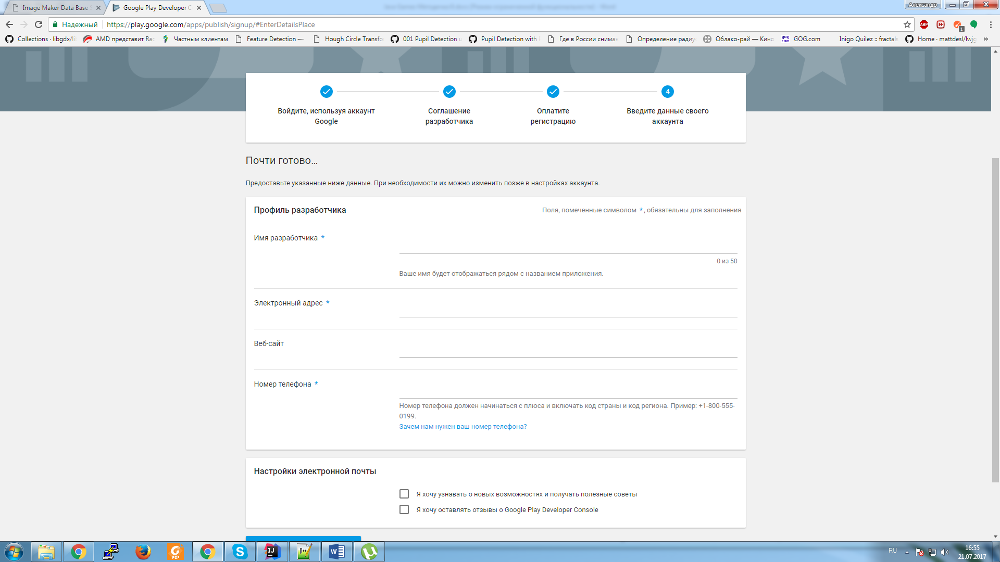 Image Maker Data Base
Google Play Developer C
Александр
Надежный
https://play.google.com/apps/publish/signup/#EnterDetailsPlace
ABP
1
Collections · libgdx/li
AMD представит Rad
Частным клиентам
Feature Detection —
Hough Circle Transfo
001 Pupil Detection u
Pupil Detection with
Где в России снимал
Определение радиу
Облако-рай — Кино
GOG.com
Inigo Quilez :: fractals
Home · mattdesl/lwjg
»
4
Войдите, используя аккаунт
Google
Соглашение
разработчика
Оплатите
регистрацию
Введите данные своего
аккаунта
Почти готово...
Предоставьте указанные ниже данные. При необходимости их можно изменить позже в настройках аккаунта.
Профиль разработчика
Поля, помеченные символом *, обязательны для заполнения
Имя разработчика *
0 из 50
Ваше имя будет отображаться рядом с названием приложения.
Электронный адрес *
Веб-сайт
Номер телефона *
Номер телефона должен начинаться с плюса и включать код страны и код региона. Пример: +1-800-555-
0199.
Зачем нам нужен ваш номер телефона?
Настройки электронной почты
Я хочу узнавать о новых возможностях и получать полезные советы
Я хочу оставлять отзывы о Google Play Developer Console
PDF
IJ
RU
16:55
21.07.2017